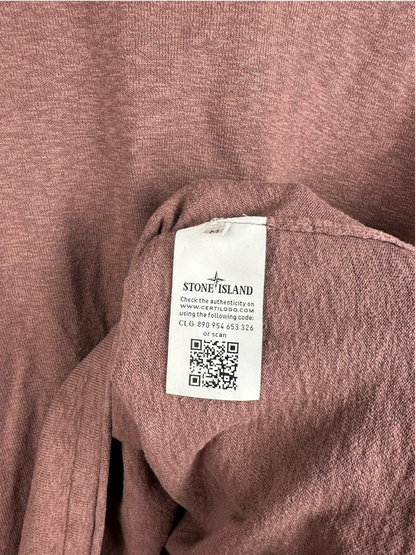 M
STONE ISLAND
Check the authenticity on
WWW.CERTILOGO.COM
using the following code:
CLG 890 954 653 326
or scan